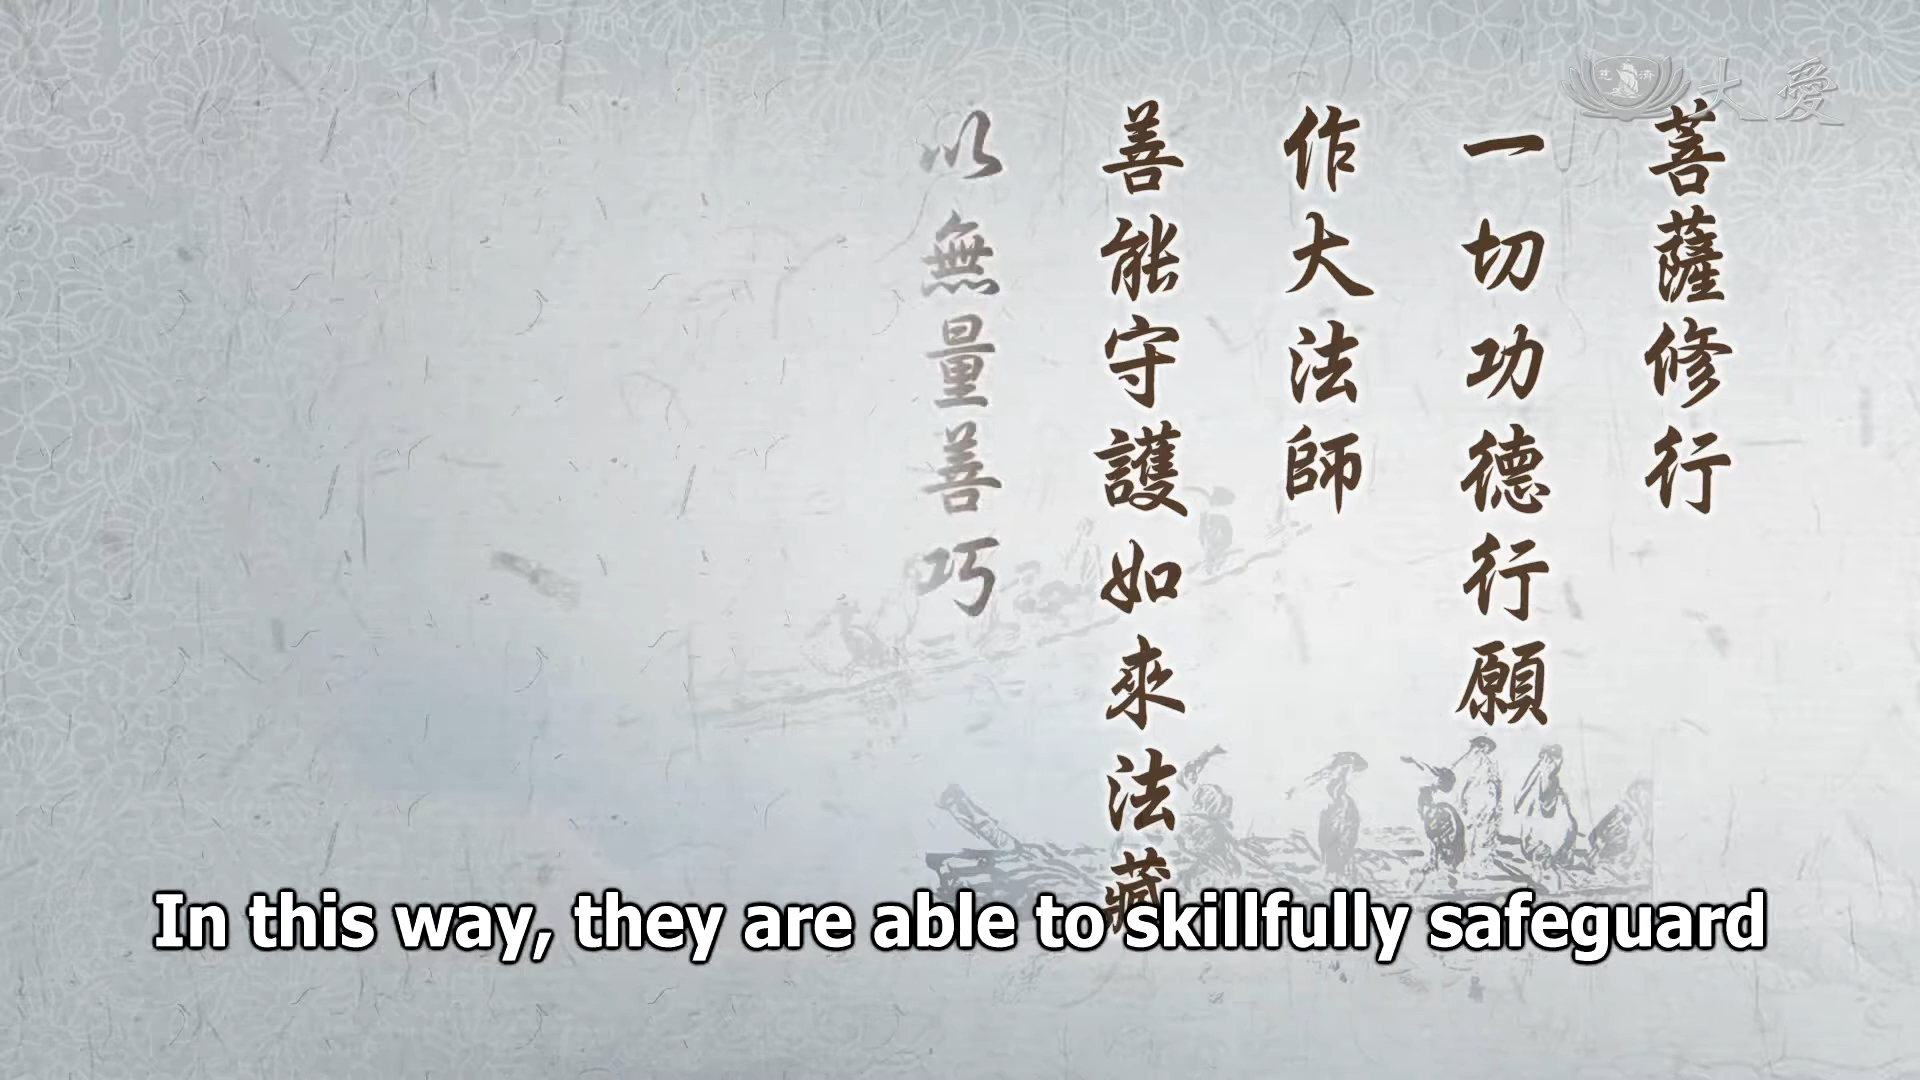 慈濟
大愛
菩薩修行
一切功德行願
作大法師
善能守護如來法藏
以無量善巧
In this way, they are able to skillfully safeguard